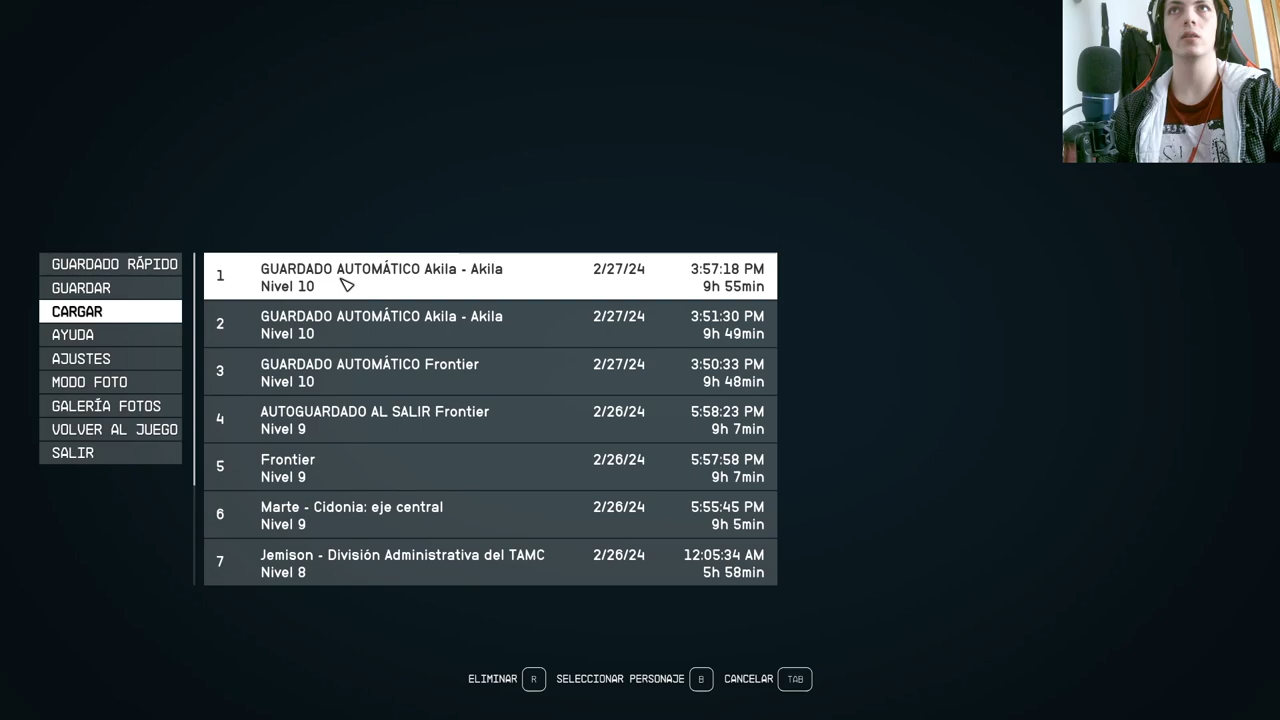 GUARDADO RÁPIDO
GUARDAR
CARGAR
AYUDA
AJUSTES
MODO FOTO
GALERÍA FOTOS
VOLVER AL JUEGO
SALIR
1 GUARDADO AUTOMÁTICO Akila - Akila 2/27/24 3:57:18 PM
Nivel 10 9h 55min
2 GUARDADO AUTOMÁTICO Akila - Akila 2/27/24 3:51:30 PM
Nivel 10 9h 49min
3 GUARDADO AUTOMÁTICO Frontier 2/27/24 3:50:33 PM
Nivel 10 9h 48min
4 AUTOGUARDADO AL SALIR Frontier 2/26/24 5:58:23 PM
Nivel 9 9h 7min
5 Frontier 2/26/24 5:57:58 PM
Nivel 9 9h 7min
6 Marte - Cidonia: eje central 2/26/24 5:55:45 PM
Nivel 9 9h 5min
7 Jemison - División Administrativa del TAMC 2/26/24 12:05:34 AM
Nivel 8 5h 58min
ELIMINAR R SELECCIONAR PERSONAJE B CANCELAR TAB